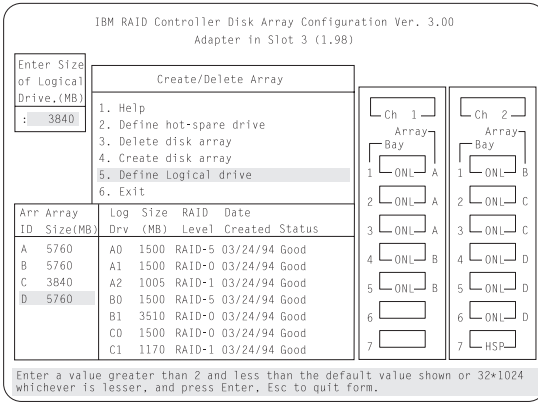 IBM RAID Controller Disk Array Configuration Ver. 3.00
Adapter in Slot 3 (1.98)
Enter Size
of Logical
Drive,(MB)
: 3840
Create/Delete Array
1. Help
2. Define hot-spare drive
3. Delete disk array
4. Create disk array
5. Define Logical drive
6. Exit
Arr Array
ID Size(MB)
A 5760
B 5760
C 3840
D 5760
Log Size RAID Date
Drv (MB) Level Created Status
A0 1500 RAID-5 03/24/94 Good
A1 1500 RAID-0 03/24/94 Good
A2 1005 RAID-1 03/24/94 Good
B0 1500 RAID-5 03/24/94 Good
B1 3510 RAID-0 03/24/94 Good
C0 1500 RAID-0 03/24/94 Good
C1 1170 RAID-1 03/24/94 Good
Ch 1
Array
Bay
1 ONL A
2 ONL A
3 ONL A
4 ONL B
5 ONL B
6
7
Ch 2
Array
Bay
1 ONL B
2 ONL C
3 ONL C
4 ONL D
5 ONL D
6 ONL D
7 HSP
Enter a value greater than 2 and less than the default value shown or 32*1024
whichever is lesser, and press Enter, Esc to quit form.